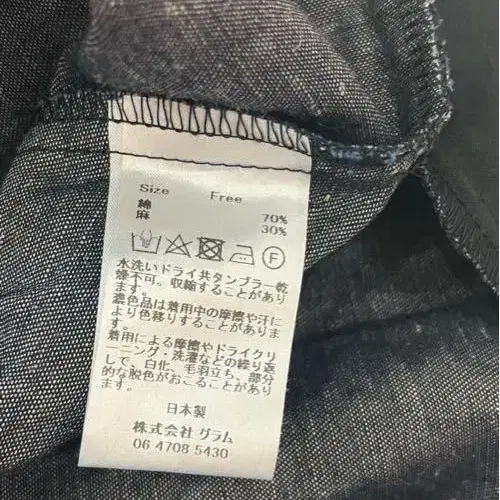 Size Free
綿 70%
麻 30%
F
水洗いドライ共タンブラー乾
燥不可。収縮することがあり
ます。
濃色品は着用中の摩擦や汗に
より色移りすることがありま
す。
着用による摩擦やドライクリ
ーニング・洗濯などの繰り返
しで、白化、毛羽立ち、部分
的な脱色がおこることがあり
ます。
日本製
株式会社 グラム
06 4708 5430